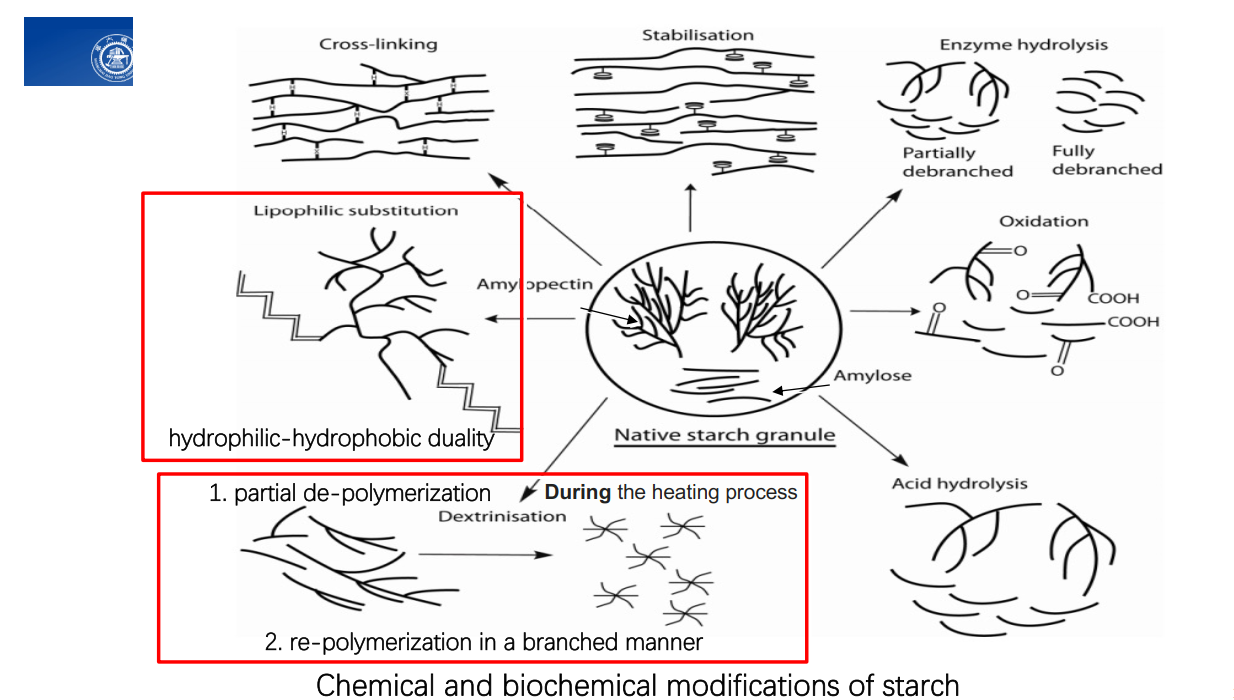 Cross-linking
Stabilisation
Enzyme hydrolysis
Partially
debranched
Fully
debranched
Lipophilic substitution
hydrophilic-hydrophobic duality
Amylopectin
Amylose
Native starch granule
Oxidation
O
O
COOH
O
COOH
O
1. partial de-polymerization
During the heating process
Dextrinisation
2. re-polymerization in a branched manner
Acid hydrolysis
Chemical and biochemical modifications of starch